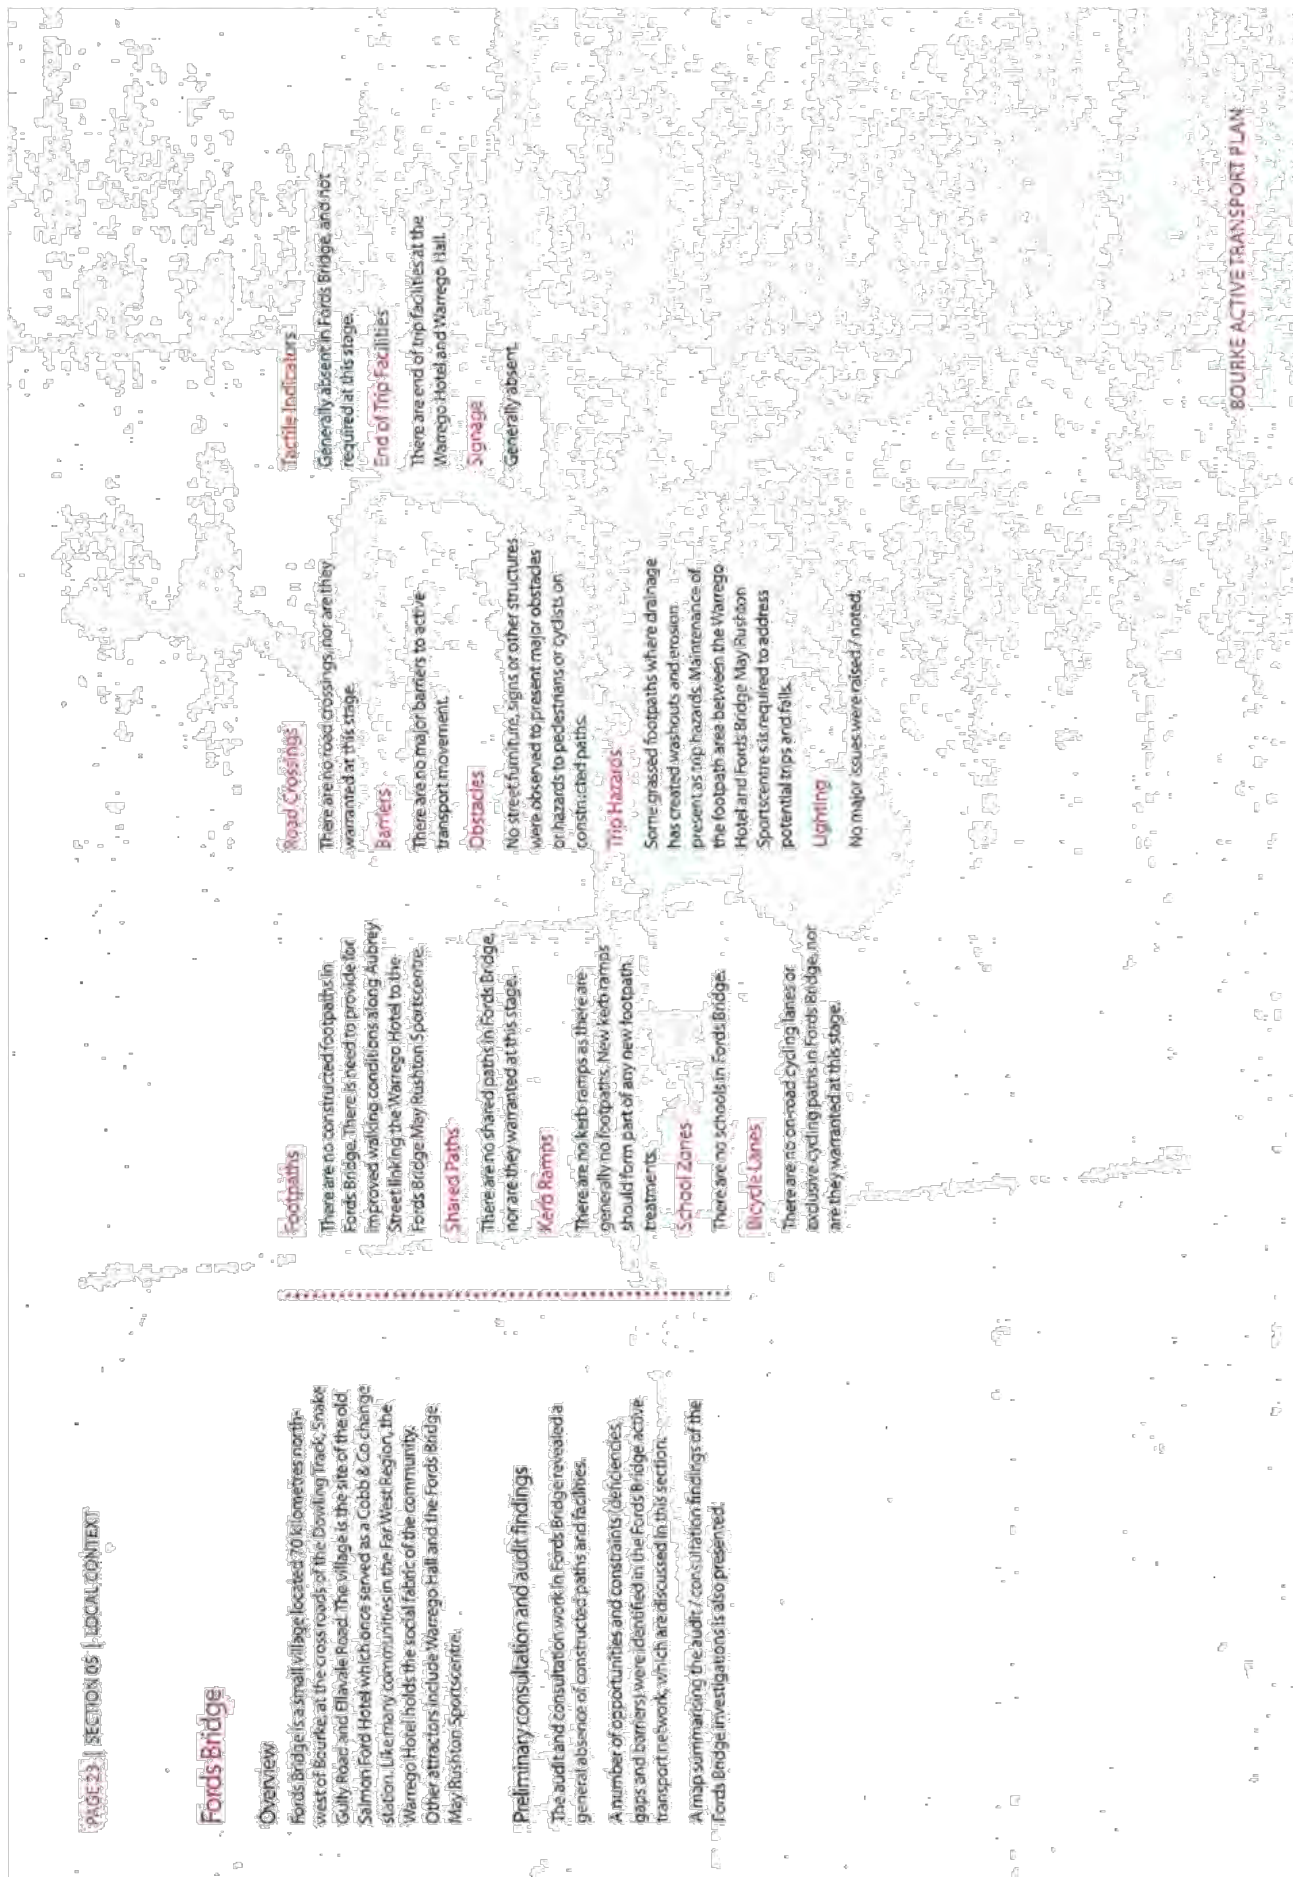 PAGE 23 | SECTION 05 | LOCAL CONTEXT
Fords Bridge
Overview
Fords Bridge is a small village located 70 kilometres north-
west of Bourke, at the cross roads of the Dowling Track, Snake
Gully Road and Ellavale Road. The village is the site of the old
Salmon Ford Hotel which once served as a Cobb & Co change
station. Like many communities in the Far West Region, the
Warrego Hotel holds the social fabric of the community.
Other attractors include Warrego Hall and the Fords Bridge
May Rushton Sportscentre.
Preliminary consultation and audit findings
The audit and consultation work in Fords Bridge revealed a
general absence of constructed paths and facilities.
A number of opportunities and constraints (deficiencies,
gaps and barriers) were identified in the Fords Bridge active
transport network, which are discussed in this section.
A map summarising the audit / consultation findings of the
Fords Bridge investigations is also presented.
Footpaths
There are no constructed footpaths in
Fords Bridge. There is need to provide for
improved walking conditions along Aubrey
Street linking the Warrego Hotel to the
Fords Bridge May Rushton Sportscentre.
Shared Paths
There are no shared paths in Fords Bridge,
nor are they warranted at this stage.
Kerb Ramps
There are no kerb ramps as there are
generally no footpaths. New kerb ramps
should form part of any new footpath
treatments.
School Zones
There are no schools in Fords Bridge.
Bicycle Lanes
There are no on-road cycling lanes or
exclusive cycling paths in Fords Bridge, nor
are they warranted at this stage.
Road Crossings
There are no road crossings, nor are they
warranted at this stage.
Barriers
There are no major barriers to active
transport movement.
Obstacles
No street furniture, signs or other structures
were observed to present major obstacles
or hazards to pedestrians or cyclists on
constructed paths.
Trip Hazards
Some grassed footpaths where drainage
has created washouts and erosion
present as trip hazards. Maintenance of
the footpath area between the Warrego
Hotel and Fords Bridge May Rushton
Sportscentre s is required to address
potential trips and falls.
Lighting
No major issues were raised / noted.
Tactile Indicators
Generally absent in Fords Bridge, and not
required at this stage.
End of Trip Facilities
There are end of trip facilities at the
Warrego Hotel and Warrego Hall.
Signage
Generally absent.
BOURKE ACTIVE TRANSPORT PLAN